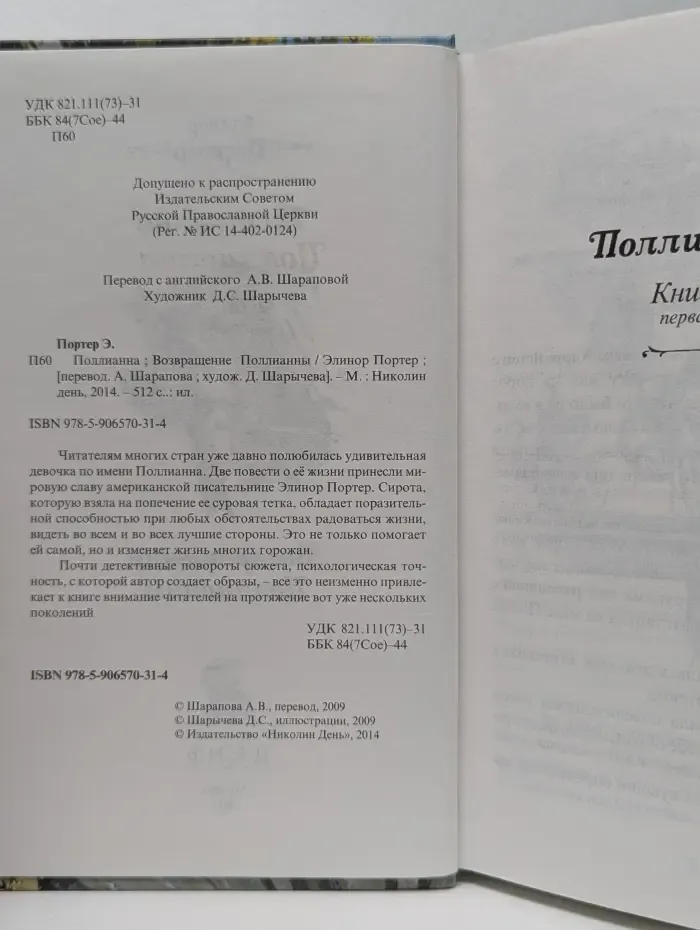 УДК 821.111(73)–31
ББК 84(7Сое)–44
П60
Допущено к распространению
Издательским Советом
Русской Православной Церкви
(Рег. № ИС 14-402-0124)
Перевод с английского А.В. Шараповой
Художник Д.С. Шарычева
Портер Э.
П60 Поллианна ; Возвращение Поллианны / Элинор Портер ;
[перевод. А. Шарапова ; худож. Д. Шарычева]. – М. : Николин
день, 2014. – 512 с..: ил.
ISBN 978-5-906570-31-4
Читателям многих стран уже давно полюбилась удивительная
девочка по имени Поллианна. Две повести о её жизни принесли ми-
ровую славу американской писательнице Элинор Портер. Сирота,
которую взяла на попечение ее суровая тетка, обладает поразитель-
ной способностью при любых обстоятельствах радоваться жизни,
видеть во всем и во всех лучшие стороны. Это не только помогает
ей самой, но и изменяет жизнь многих горожан.
Почти детективные повороты сюжета, психологическая точ-
ность, с которой автор создает образы, – все это неизменно привле-
кает к книге внимание читателей на протяжение вот уже нескольких
поколений
УДК 821.111(73)–31
ББК 84(7Сое)–44
ISBN 978-5-906570-31-4
© Шарапова А.В., перевод, 2009
© Шарычева Д.С., иллюстрации, 2009
© Издательство «Николин День», 2014
Полли
Кни
перва